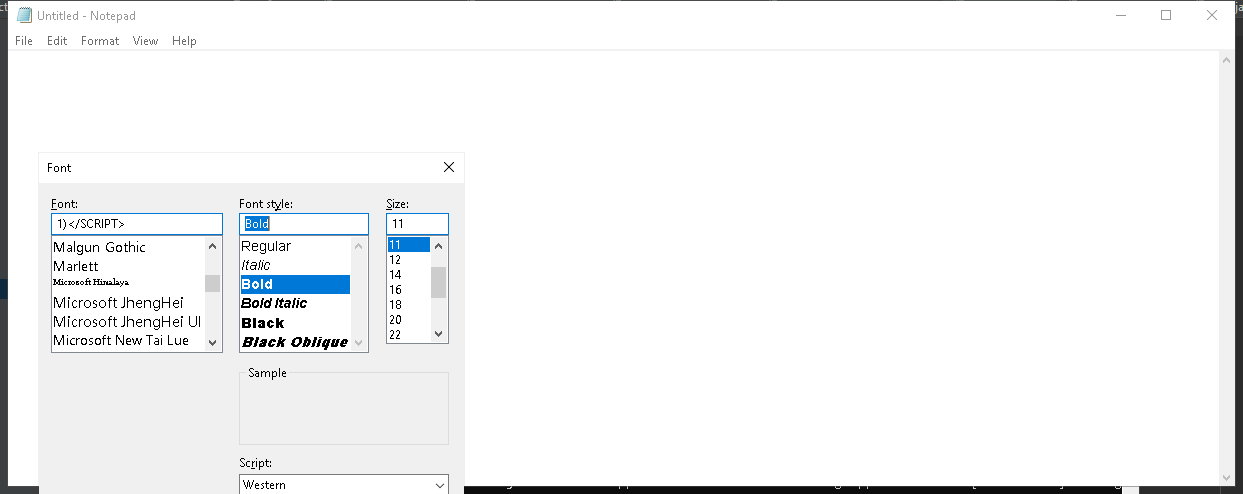 Untitled - Notepad
File Edit Format View Help
Font
Font: Font style: Size:
1)</SCRIPT> Bold 11
Malgun Gothic Regular 11
Marlett Italic 12
Microsoft Himalaya Bold 14
Microsoft JhengHei Bold Italic 16
Microsoft JhengHei UI Black 18
Microsoft New Tai Lue Black Oblique 20
22
Sample
Script:
Western